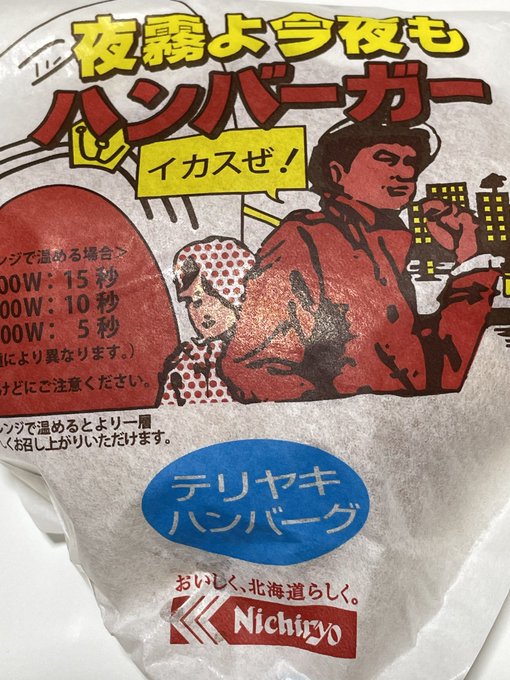 夜霧よ今夜も
ハンバーガー
イカスぜ!
ンジで温める場合>
00W: 15 秒
00W: 10 秒
00W: 5 秒
により異なります。)
けどにご注意ください。
レンジで温めるとより一層
くお召し上がりいただけます。
テリヤキ
ハンバーグ
おいしく、北海道らしく。
Nichiryo